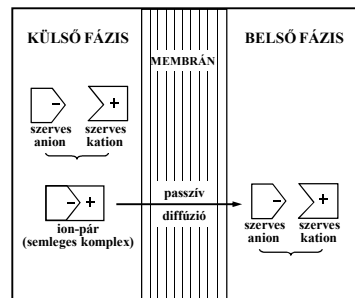 KÜLSŐ FÁZIS
MEMBRÁN
BELSŐ FÁZIS
- +
szerves szerves
anion kation
- +
ion-pár
(semleges komplex)
passzív
diffúzió
- +
szerves szerves
anion kation